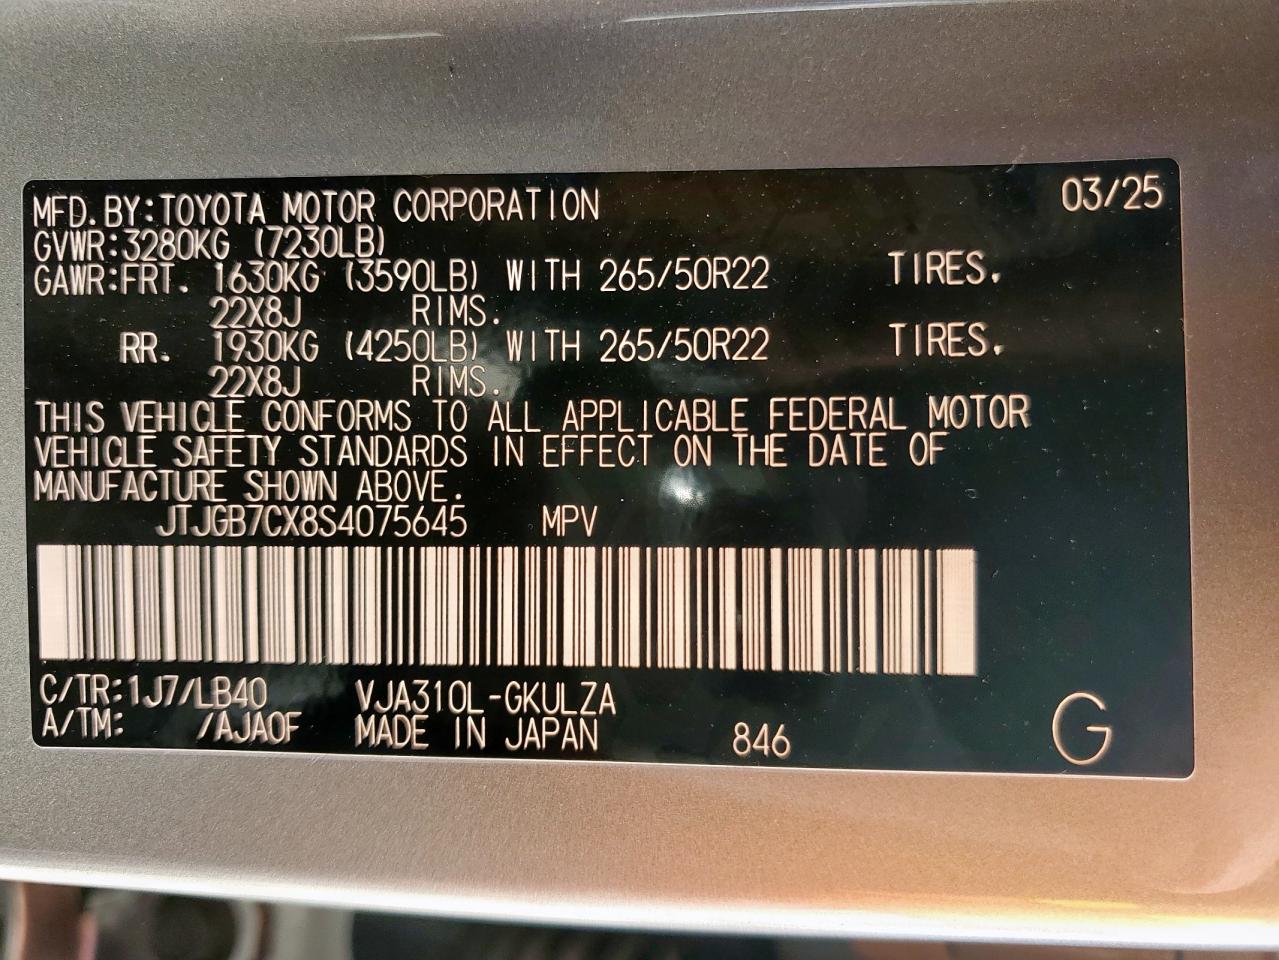 MFD. BY:TOYOTA MOTOR CORPORATION 03/25
GVWR:3280KG (7230LB)
GAWR:FRT. 1630KG (3590LB) WITH 265/50R22 TIRES.
22X8J RIMS.
RR. 1930KG (4250LB) WITH 265/50R22 TIRES.
22X8J RIMS.
THIS VEHICLE CONFORMS TO ALL APPLICABLE FEDERAL MOTOR
VEHICLE SAFETY STANDARDS IN EFFECT ON THE DATE OF
MANUFACTURE SHOWN ABOVE.
JTJGB7CX8S4075645 MPV
C/TR:1J7/LB40 VJA310L-GKULZA
A/TM: /AJA0F MADE IN JAPAN 846 G